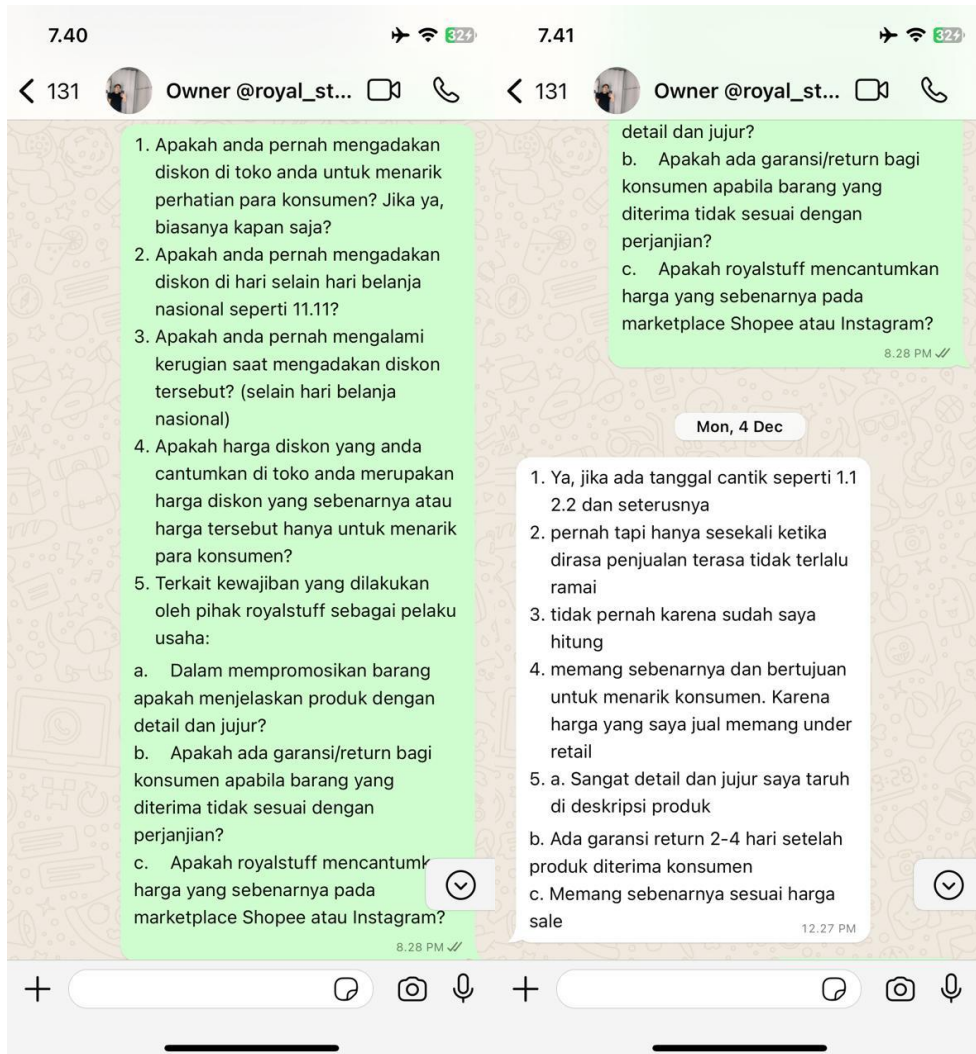 7.40
32
131
Owner @royal_st...
1. Apakah anda pernah mengadakan
diskon di toko anda untuk menarik
perhatian para konsumen? Jika ya,
biasanya kapan saja?
2. Apakah anda pernah mengadakan
diskon di hari selain hari belanja
nasional seperti 11.11?
3. Apakah anda pernah mengalami
kerugian saat mengadakan diskon
tersebut? (selain hari belanja
nasional)
4. Apakah harga diskon yang anda
cantumkan di toko anda merupakan
harga diskon yang sebenarnya atau
harga tersebut hanya untuk menarik
para konsumen?
5. Terkait kewajiban yang dilakukan
oleh pihak royalstuff sebagai pelaku
usaha:
a. Dalam mempromosikan barang
apakah menjelaskan produk dengan
detail dan jujur?
b. Apakah ada garansi/return bagi
konsumen apabila barang yang
diterima tidak sesuai dengan
perjanjian?
c. Apakah royalstuff mencantumk
harga yang sebenarnya pada
marketplace Shopee atau Instagram?
8.28 PM
7.41
32
131
Owner @royal_st...
detail dan jujur?
b. Apakah ada garansi/return bagi
konsumen apabila barang yang
diterima tidak sesuai dengan
perjanjian?
c. Apakah royalstuff mencantumkan
harga yang sebenarnya pada
marketplace Shopee atau Instagram?
8.28 PM
Mon, 4 Dec
1. Ya, jika ada tanggal cantik seperti 1.1
2.2 dan seterusnya
2. pernah tapi hanya sesekali ketika
dirasa penjualan terasa tidak terlalu
ramai
3. tidak pernah karena sudah saya
hitung
4. memang sebenarnya dan bertujuan
untuk menarik konsumen. Karena
harga yang saya jual memang under
retail
5. a. Sangat detail dan jujur saya taruh
di deskripsi produk
b. Ada garansi return 2-4 hari setelah
produk diterima konsumen
c. Memang sebenarnya sesuai harga
sale
12.27 PM